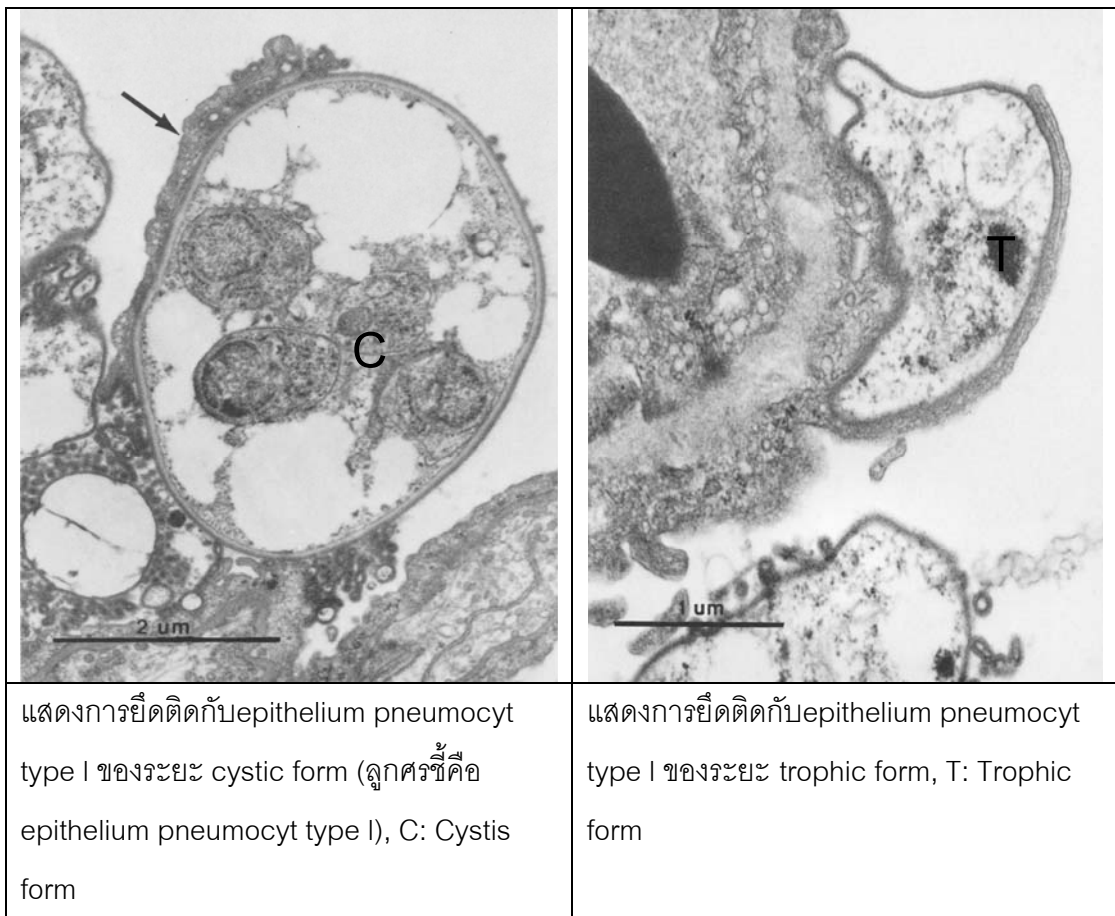 C
2 um
T
1 um
แสดงการยึดติดกับepithelium pneumocyt
type I ของระยะ cystic form (ลูกศรชี้คือ
epithelium pneumocyt type I), C: Cystis
form
แสดงการยึดติดกับepithelium pneumocyt
type I ของระยะ trophic form, T: Trophic
form